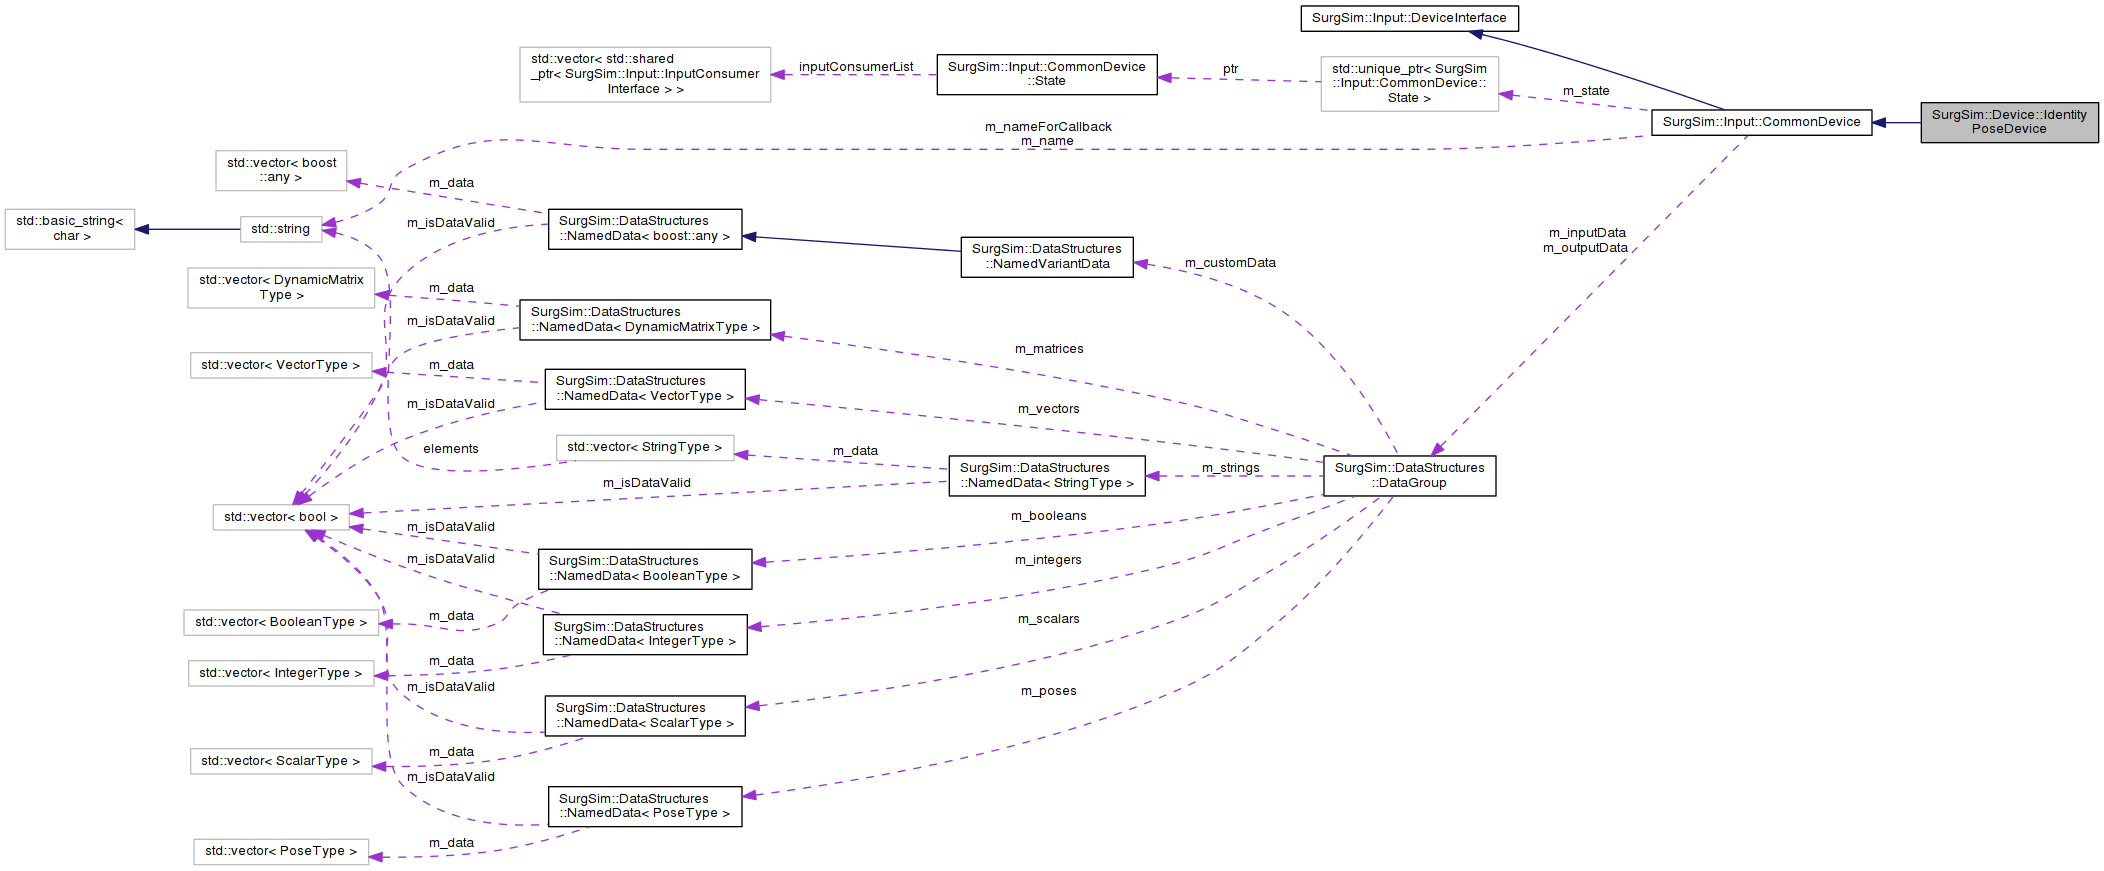 SurgSim::Input::DeviceInterface
std::vector< std::shared
_ptr< SurgSim::Input::InputConsumer
Interface > >
inputConsumerList
SurgSim::Input::CommonDevice
::State
ptr
std::unique_ptr< SurgSim
::Input::CommonDevice::
State >
m_state
SurgSim::Input::CommonDevice
SurgSim::Device::Identity
PoseDevice
m_nameForCallback
m_name
std::vector< boost
::any >
m_data
std::basic_string<
char >
std::string
m_isDataValid
SurgSim::DataStructures
::NamedData< boost::any >
SurgSim::DataStructures
::NamedVariantData
m_customData
m_inputData
m_outputData
std::vector< DynamicMatrix
Type >
m_data
m_isDataValid
SurgSim::DataStructures
::NamedData< DynamicMatrixType >
m_matrices
std::vector< VectorType >
m_data
m_isDataValid
SurgSim::DataStructures
::NamedData< VectorType >
m_vectors
elements
std::vector< StringType >
m_data
SurgSim::DataStructures
::NamedData< StringType >
m_strings
SurgSim::DataStructures
::DataGroup
m_isDataValid
std::vector< bool >
m_isDataValid
m_booleans
m_isDataValid
SurgSim::DataStructures
::NamedData< BooleanType >
m_integers
std::vector< BooleanType >
m_data
SurgSim::DataStructures
::NamedData< IntegerType >
m_scalars
std::vector< IntegerType >
m_data
m_isDataValid
SurgSim::DataStructures
::NamedData< ScalarType >
m_poses
std::vector< ScalarType >
m_data
m_isDataValid
SurgSim::DataStructures
::NamedData< PoseType >
std::vector< PoseType >
m_data